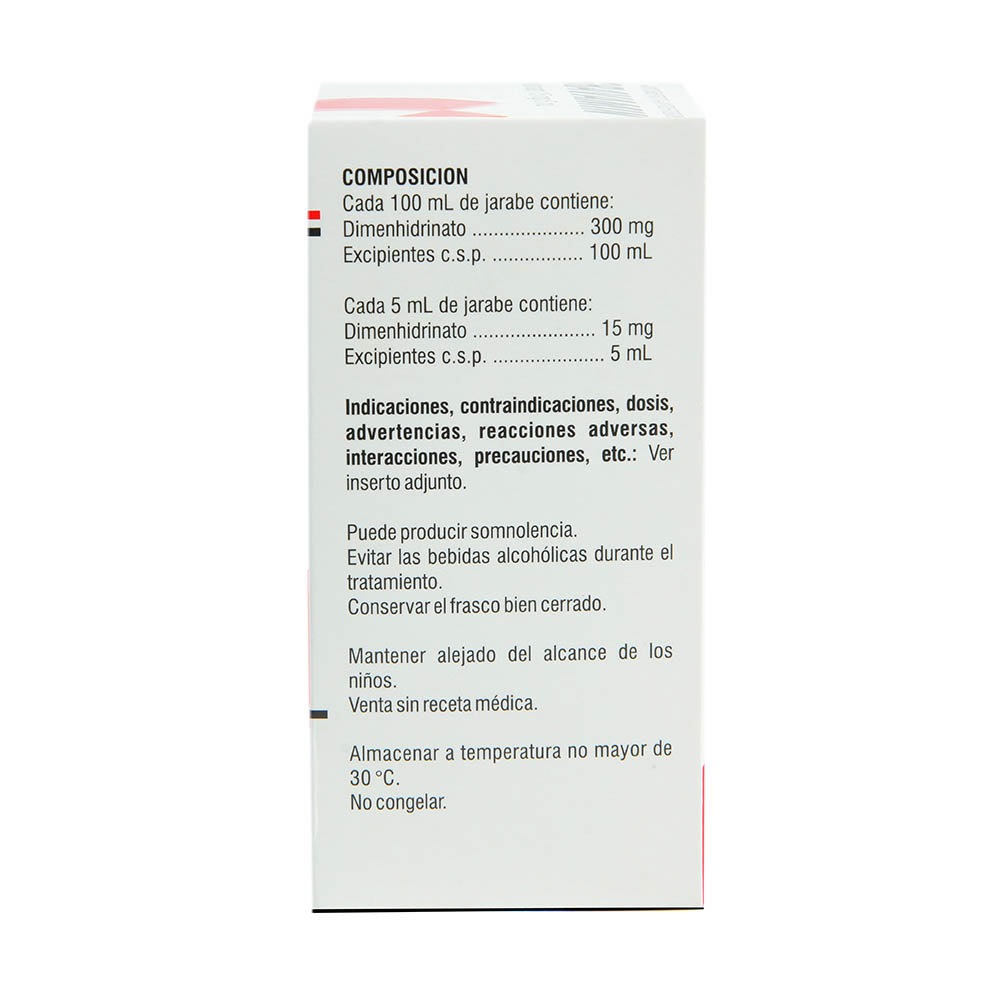 COMPOSICION
Cada 100 mL de jarabe contiene:
Dimenhidrinato ..................... 300 mg
Excipientes c.s.p. ................. 100 mL
Cada 5 mL de jarabe contiene:
Dimenhidrinato ....................... 15 mg
Excipientes c.s.p. ..................... 5 mL
Indicaciones, contraindicaciones, dosis,
advertencias, reacciones adversas,
interacciones, precauciones, etc.: Ver
inserto adjunto.
Puede producir somnolencia.
Evitar las bebidas alcohólicas durante el
tratamiento.
Conservar el frasco bien cerrado.
Mantener alejado del alcance de los
niños.
Venta sin receta médica.
Almacenar a temperatura no mayor de
30 °C.
No congelar.